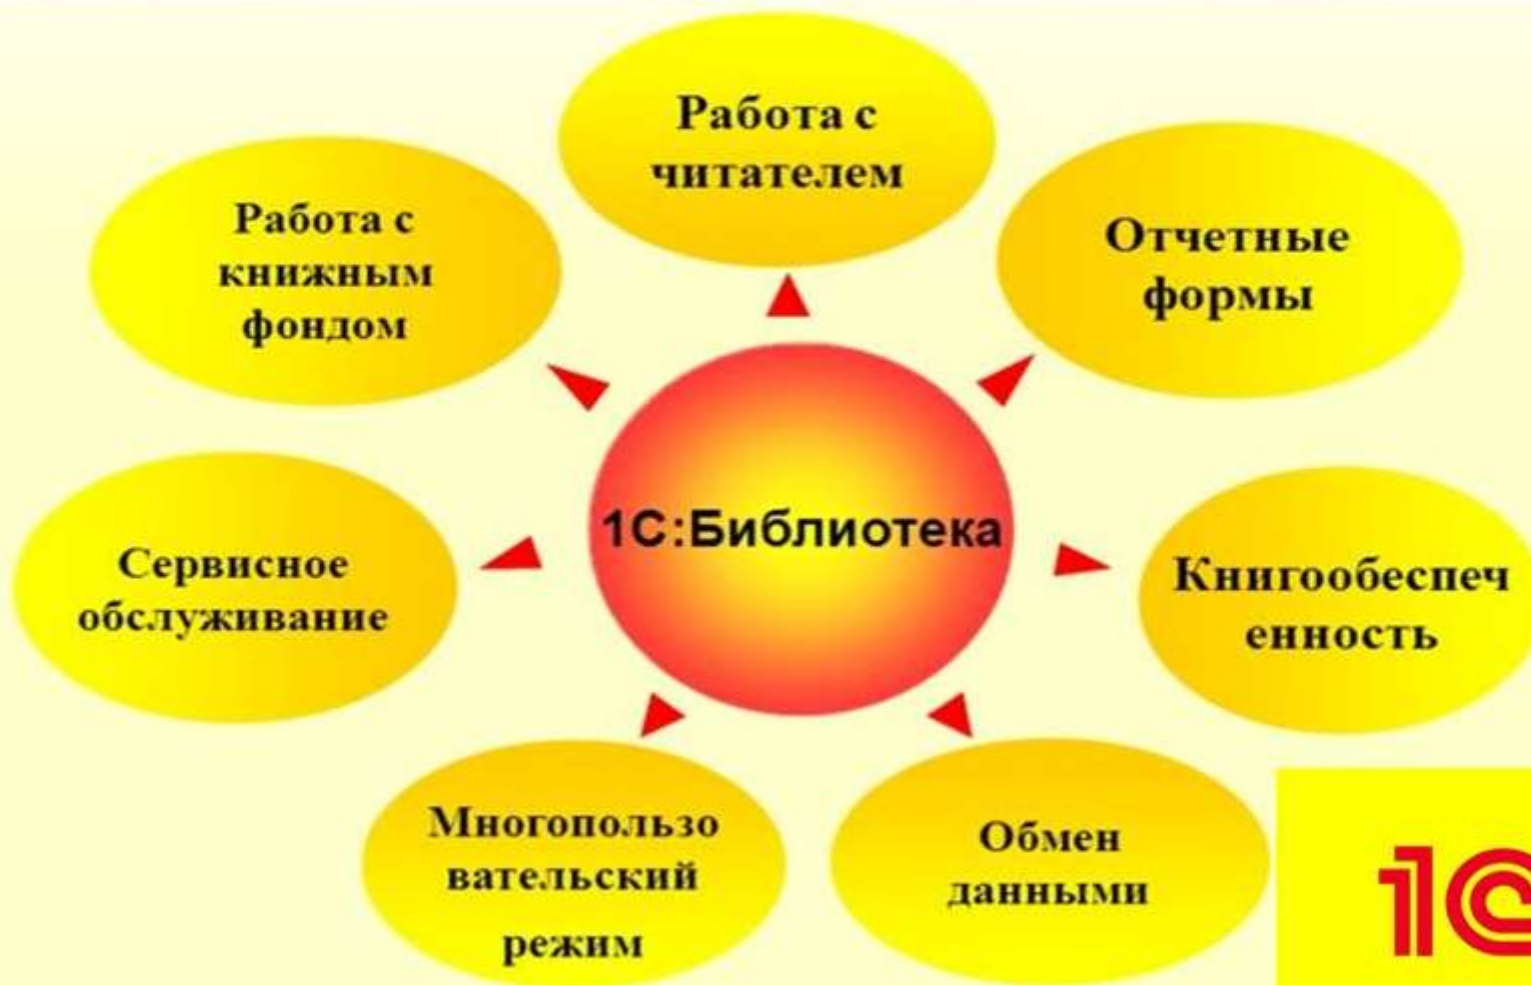 Работа с
читателем
Работа с
книжным
фондом
Отчетные
формы
1С:Библиотека
Сервисное
обслуживание
Книгообеспеч
енность
Многопользо
вательский
режим
Обмен
данными
1С